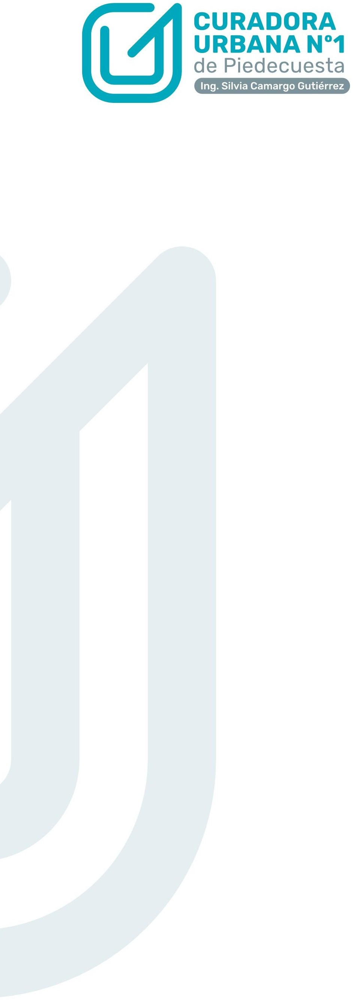 CURADORA
URBANA Nº1
de Piedecuesta
Ing. Silvia Camargo Gutiérrez